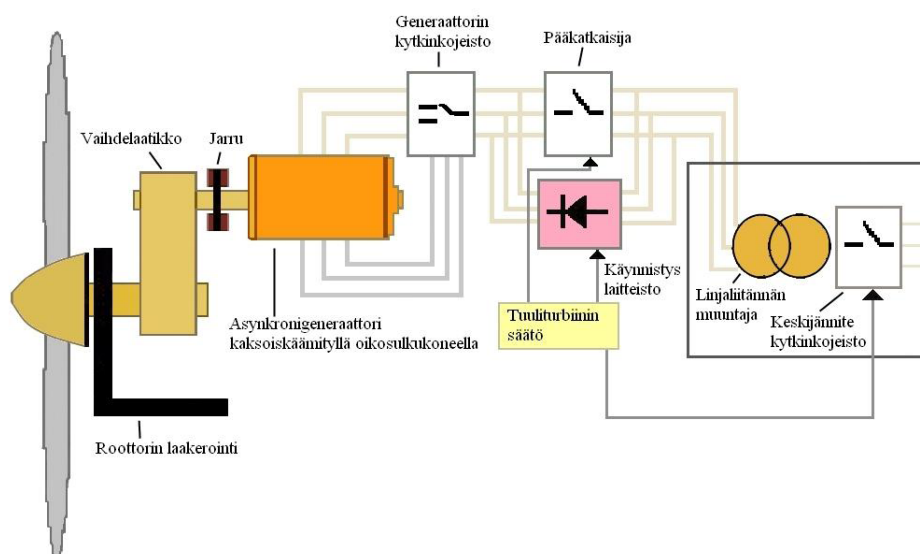 Generaattorin
kytkinkojeisto
Pääkatkaisija
Vaihdelaatikko
Jarru
Käynnistys
laitteisto
Linjaliitännän
muuntaja
Keskijännite
kytkinkojeisto
Tuuliturbiinin
säätö
Asynkronigeneraattori
kaksoiskäämityllä oikosulkukoneella
Roottorin laakerointi